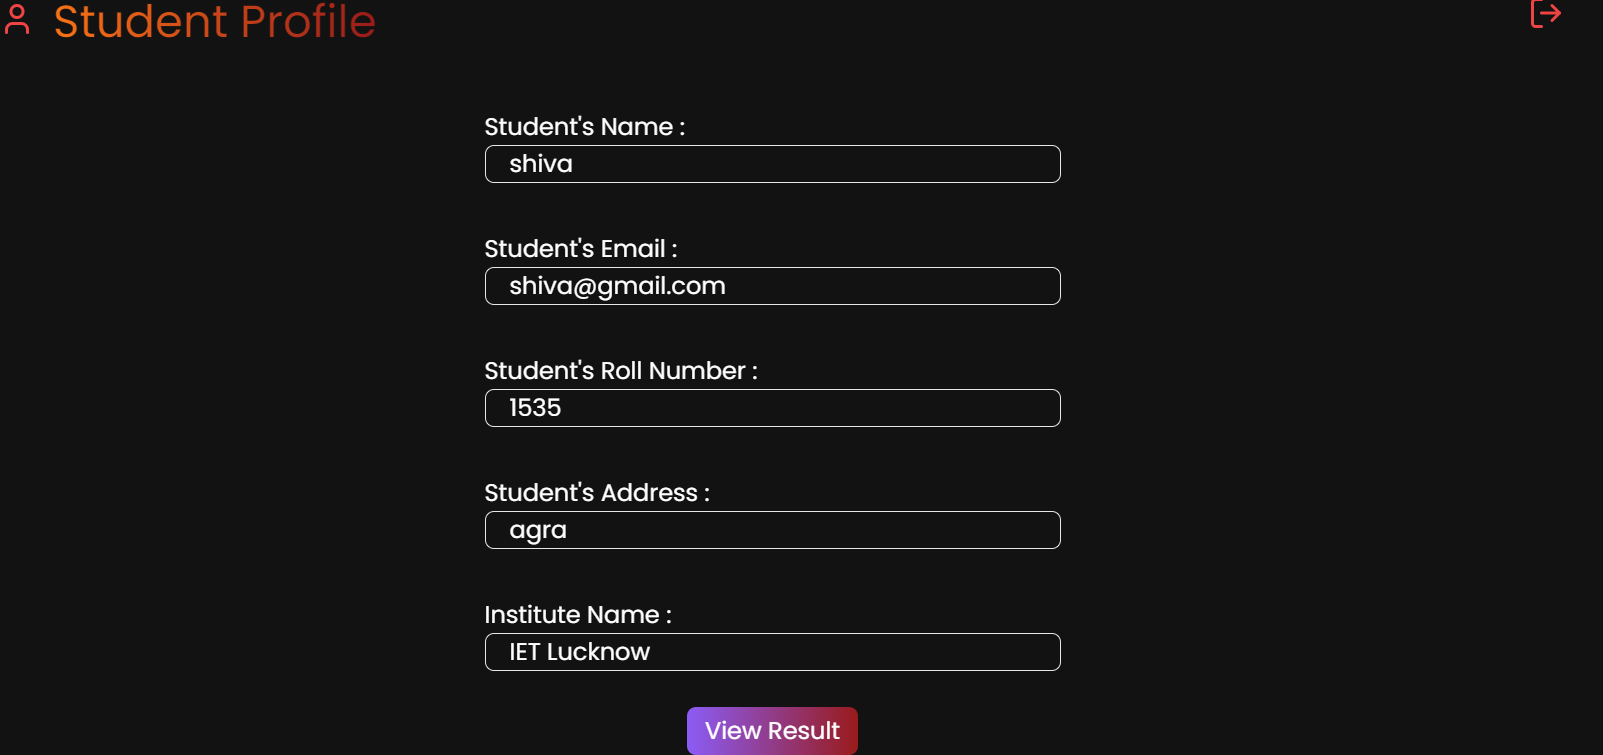 Student Profile
Student's Name :
shiva
Student's Email :
shiva@gmail.com
Student's Roll Number :
1535
Student's Address :
agra
Institute Name :
IET Lucknow
View Result